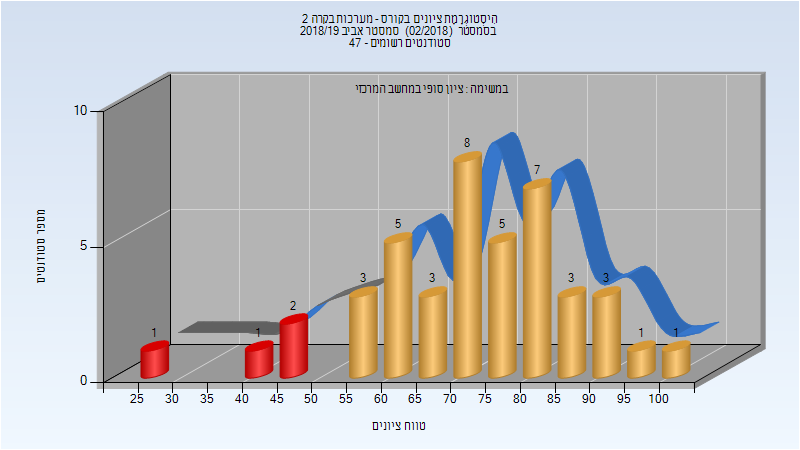 היסטוגרמת ציונים בקורס - מערכות בקרה 2
בסמסטר (02/2018) סמסטר אביב 2018/19
סטודנטים רשומים - 47
במשימה : ציון סופי במחשב המרכזי
מספר סטודנטים
10
5
0
1
1
2
3
5
3
8
5
7
3
3
1
1
25 30 35 40 45 50 55 60 65 70 75 80 85 90 95 100
טווח ציונים